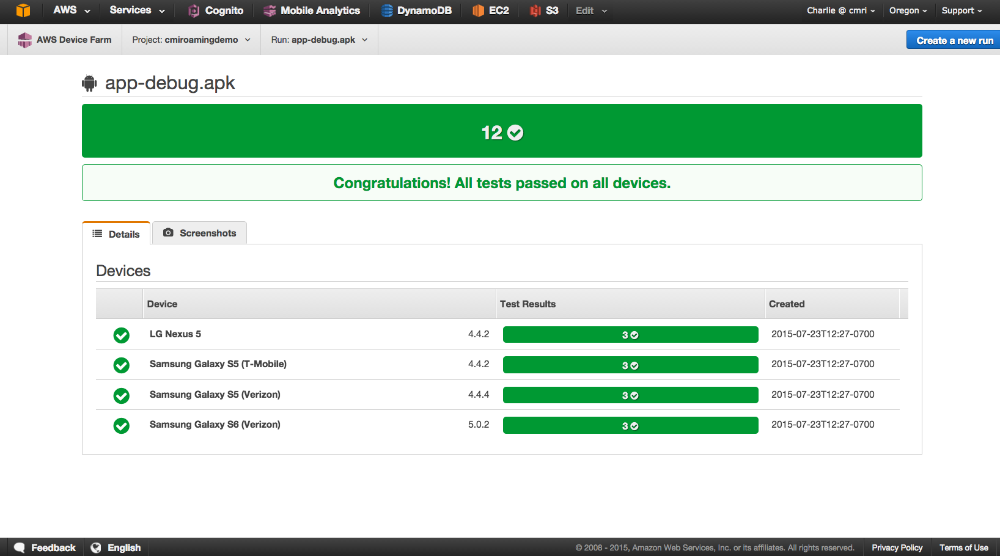 AWS Services Cognito Mobile Analytics DynamoDB EC2 S3 Edit Charlie @ cmri Oregon Support
AWS Device Farm Project: cmiroamingdemo Run: app-debug.apk Create a new run
app-debug.apk
12
Congratulations! All tests passed on all devices.
Details Screenshots
Devices
Device Test Results Created
LG Nexus 5 4.4.2 3 2015-07-23T12:27-0700
Samsung Galaxy S5 (T-Mobile) 4.4.2 3 2015-07-23T12:27-0700
Samsung Galaxy S5 (Verizon) 4.4.4 3 2015-07-23T12:27-0700
Samsung Galaxy S6 (Verizon) 5.0.2 3 2015-07-23T12:27-0700
Feedback English © 2008 - 2015, Amazon Web Services, Inc. or its affiliates. All rights reserved. Privacy Policy Terms of Use